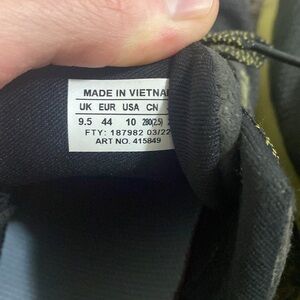 MADE IN VIETNA
UK EUR USA CN
9.5 44 10 280(2.5)
FTY: 187982 03/22
ART NO. 415849